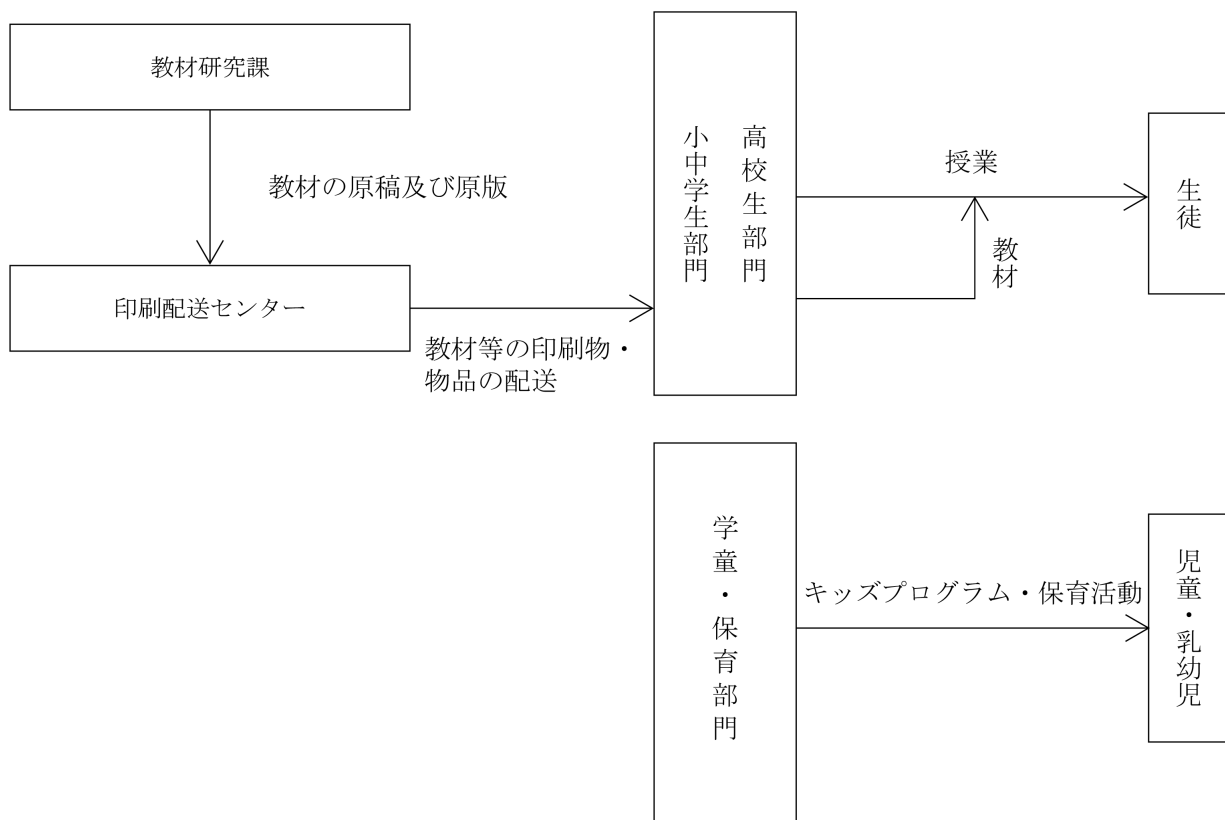 教材研究課
教材の原稿及び原版
印刷配送センター
教材等の印刷物・
物品の配送
高校生部門
小中学生部門
授業
教材
生徒
学童・保育部門
キッズプログラム・保育活動
児童・乳幼児